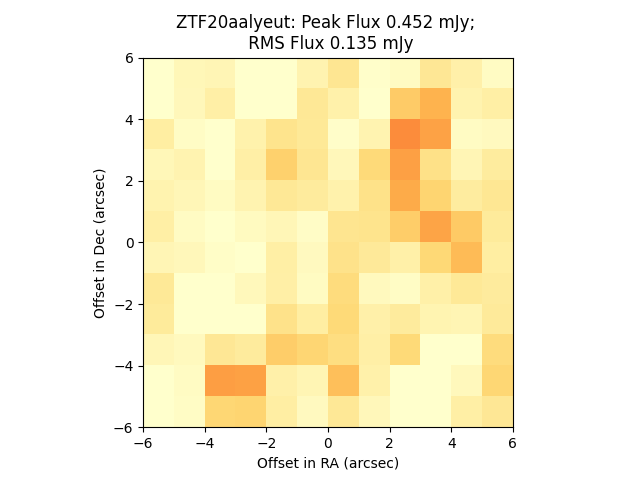 ZTF20aalyeut: Peak Flux 0.452 mJy;
RMS Flux 0.135 mJy
6
4
2
0
−2
−4
−6
Offset in Dec (arcsec)
−6 −4 −2 0 2 4 6
Offset in RA (arcsec)